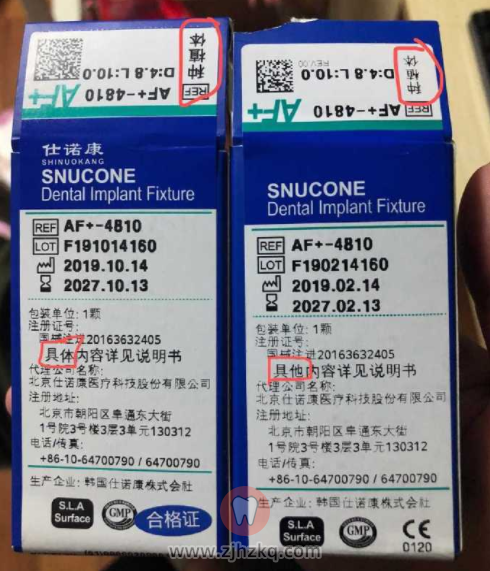 种植体
REF AF+-4810
D:4.8 L:10.0
AF+
仕诺康
SHINUOKANG
SNUCONE
Dental Implant Fixture
REF AF+-4810
LOT F191014160
2019.10.14
2027.10.13
包装单位: 1颗
注册证号:
国械注进20163632405
具体内容详见说明书
代理公司名称:
北京仕诺康医疗科技股份有限公司
注册地址:
北京市朝阳区阜通东大街
1号院3号楼3层3单元130312
电话/传真:
+86-10-64700790 / 64700790
生产企业: 韩国仕诺康株式会社
S.L.A
Surface
GMP
合格证
种植体
REF AF+-4810
D:4.8 L:10.0
REV.00
AF+
SNUCONE
Dental Implant Fixture
REF AF+-4810
LOT F190214160
2019.02.14
2027.02.13
包装单位: 1颗
注册证号:
国械注进20163632405
具他内容详见说明书
代理公司名称:
北京仕诺康医疗科技股份有限公司
注册地址:
北京市朝阳区阜通东大街
1号院3号楼3层3单元130312
电话/传真:
+86-10-64700790 / 64700790
生产企业: 韩国仕诺康株式会社
S.L.A
Surface
GMP
CE
0120
www.zjhzkq.com